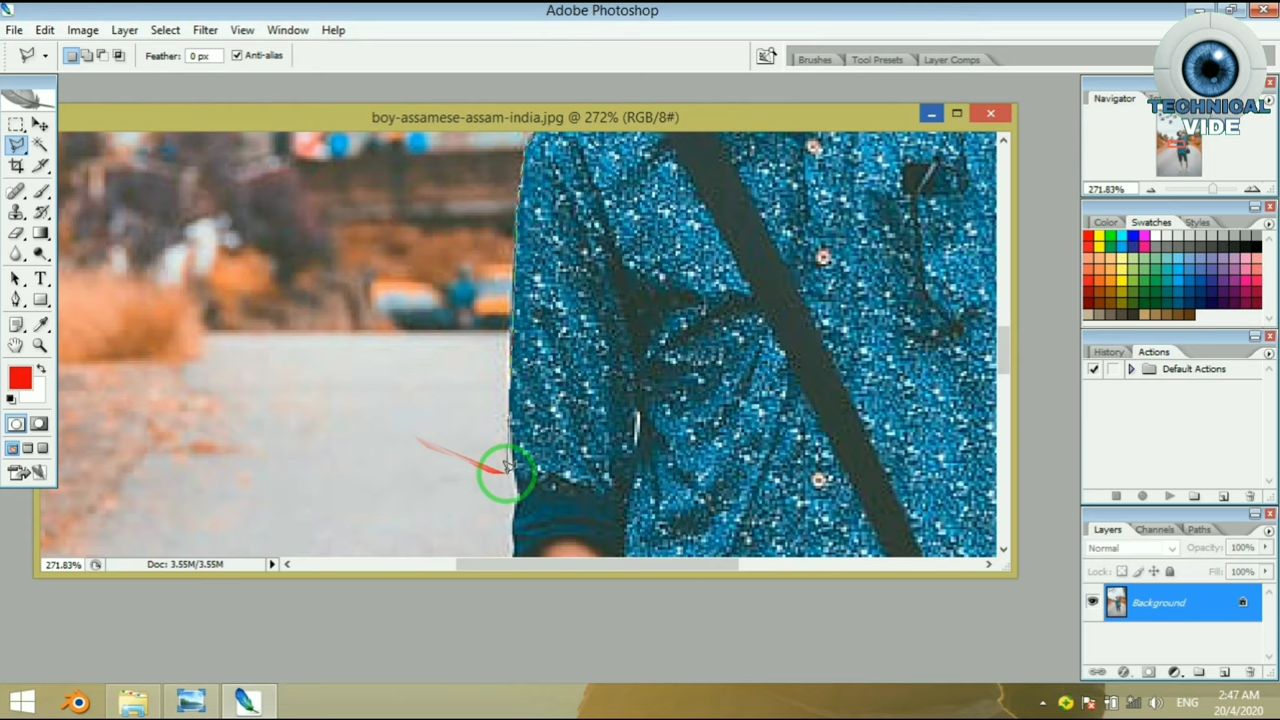 Adobe Photoshop
File Edit Image Layer Select Filter View Window Help
Feather: 0 px Anti-alias
Brushes Tool Presets Layer Comps
TECHNICAL
VIDE
boy-assamese-assam-india.jpg @ 272% (RGB/8#)
Navigator
271.83%
Color Swatches Styles
History Actions
Default Actions
Layers Channels Paths
Normal Opacity: 100%
Lock: Fill: 100%
Background
T
271.83% Doc: 3.55M/3.55M
ENG
2:47 AM
20/4/2020